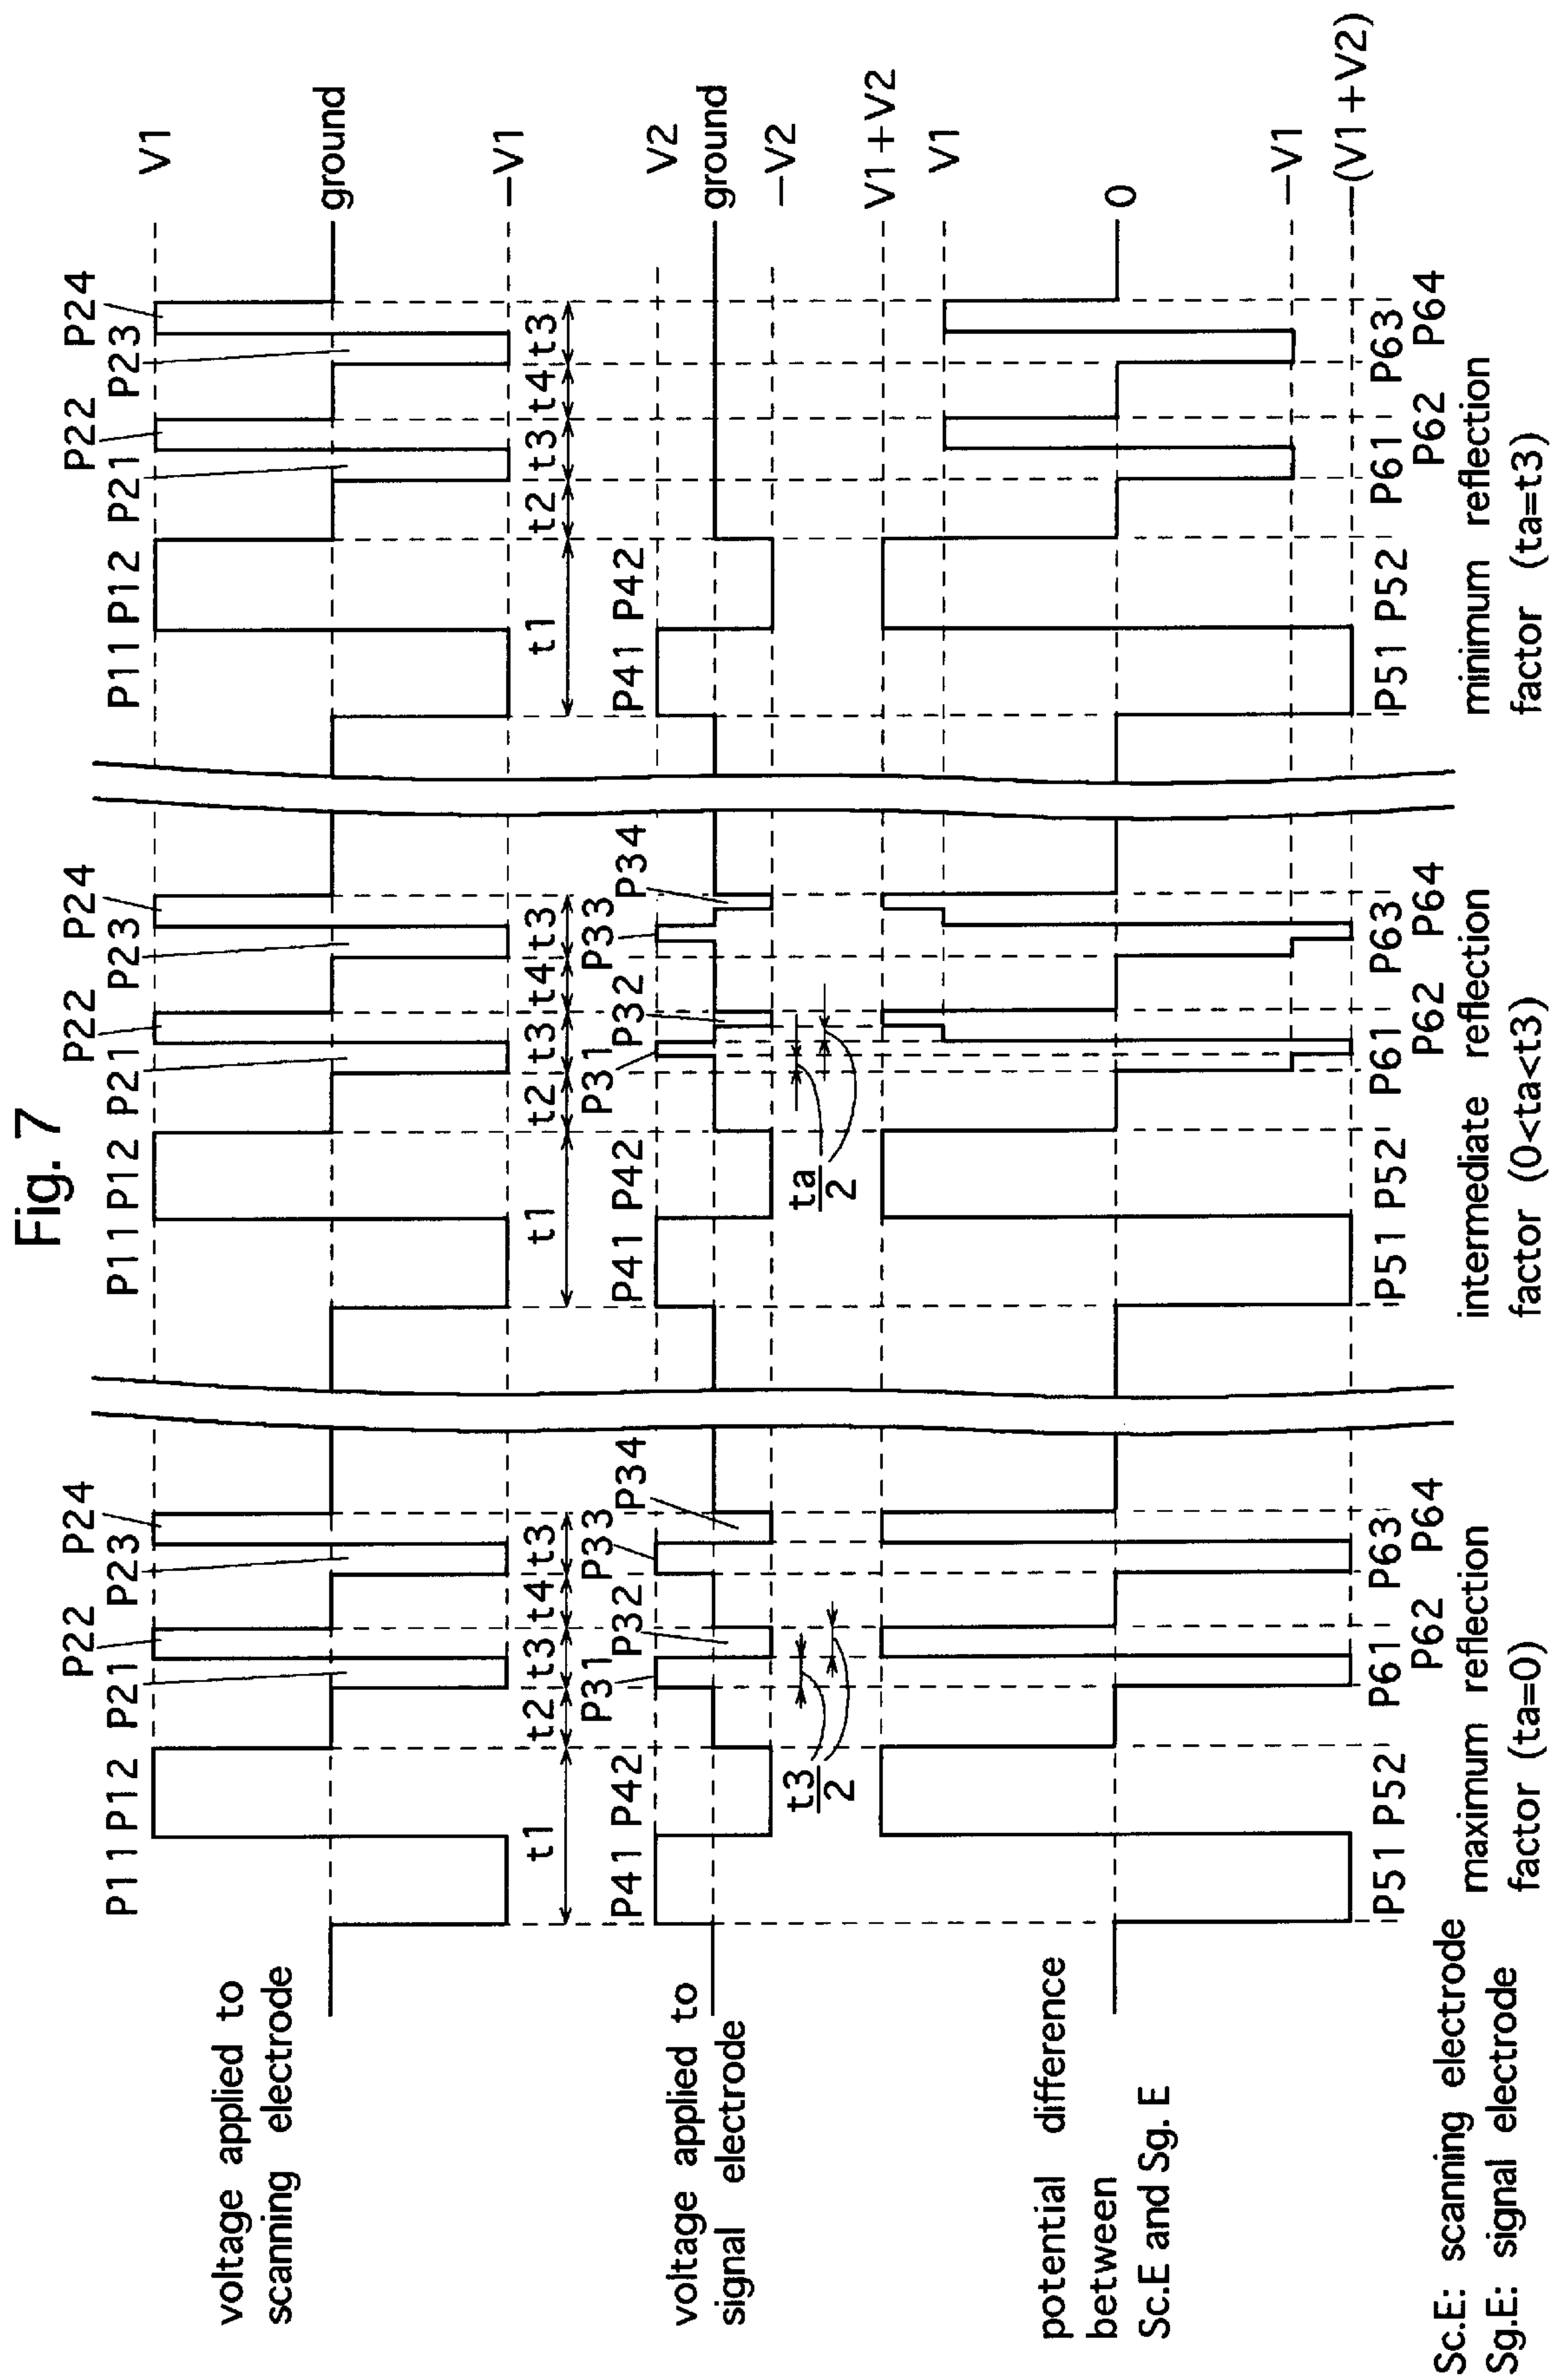 Fig. 7
voltage applied to
scanning electrode
P11 P12 P21 P22 P23 P24
P11 P12 P21 P22 P23 P24
P11 P12 P21 P22 P23 P24
V1
ground
−V1
t1 t2 t3 t4 t3
t1 t2 t3 t4 t3
t1 t2 t3 t4 t3
voltage applied to
signal electrode
P41 P42 P31 P32 P33 P34
P41 P42 P31 P32 P33 P34
P41 P42
V2
ground
−V2
t3
2
ta
2
potential difference
between
Sc.E and Sg. E
V1+V2
V1
0
−V1
−(V1+V2)
P51 P52 P61 P62 P63 P64
P51 P52 P61 P62 P63 P64
P51 P52 P61 P62 P63 P64
maximum reflection
factor (ta=0)
intermediate reflection
factor (0<ta<t3)
minimum reflection
factor (ta=t3)
Sc.E: scanning electrode
Sg.E: signal electrode